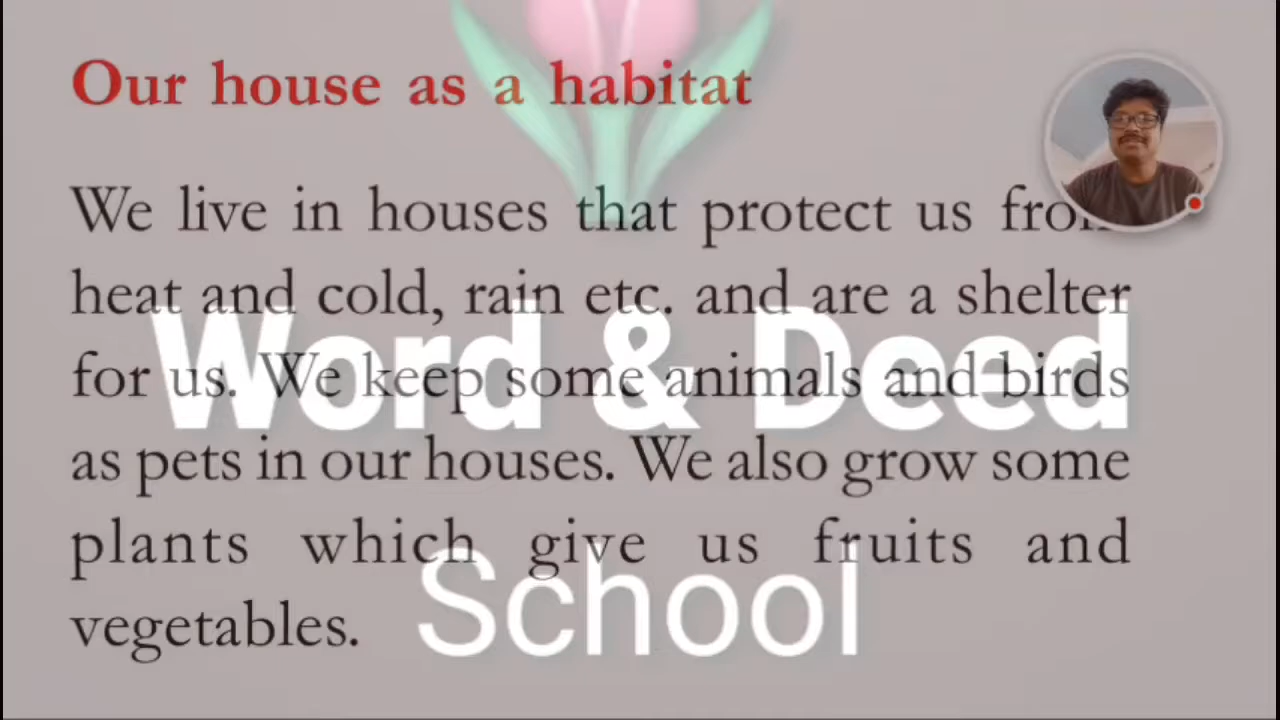 Our house as a habitat
We live in houses that protect us from
heat and cold, rain etc. and are a shelter
for us. We keep some animals and birds
as pets in our houses. We also grow some
plants which give us fruits and
vegetables.
Word & Deed
School